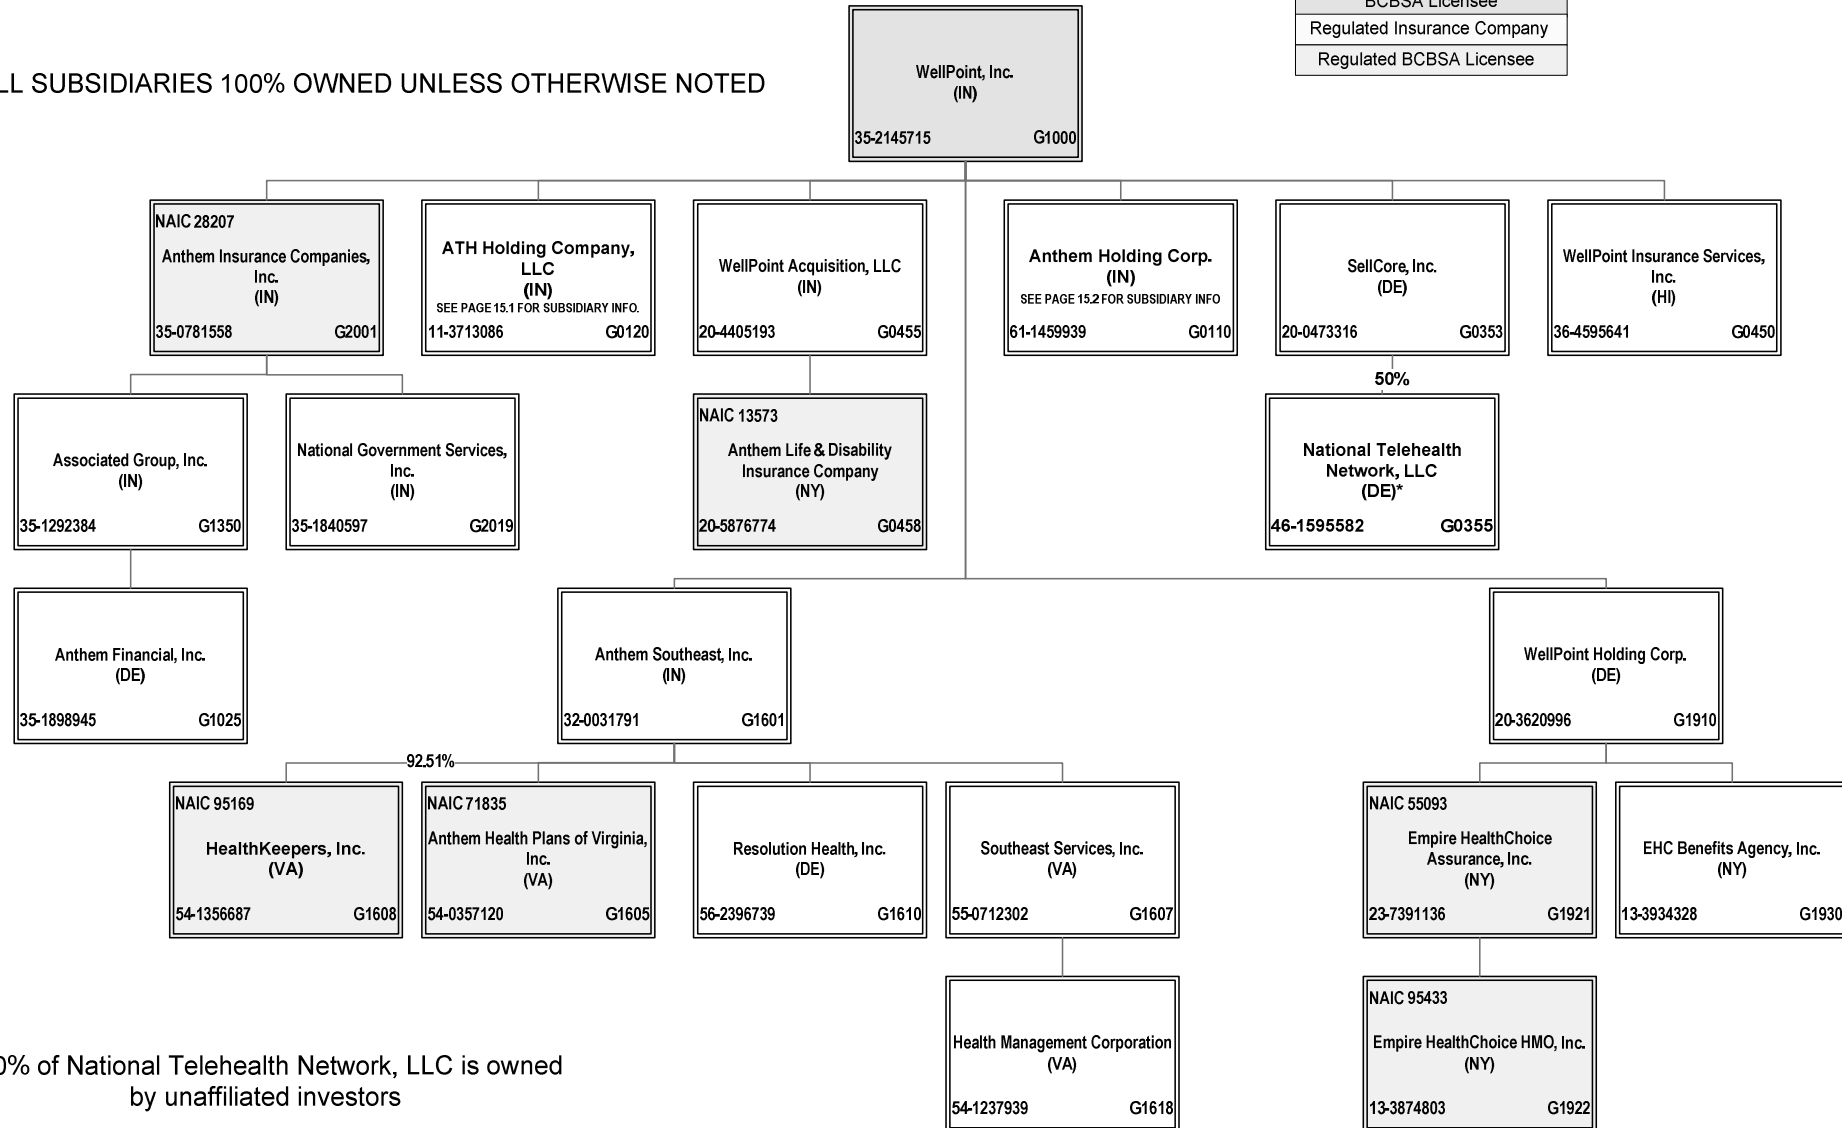 BCBSA Licensee
Regulated Insurance Company
Regulated BCBSA Licensee
LL SUBSIDIARIES 100% OWNED UNLESS OTHERWISE NOTED
WellPoint, Inc.
(IN)
35-2145715 G1000
NAIC 28207
Anthem Insurance Companies,
Inc.
(IN)
35-0781558 G2001
ATH Holding Company,
LLC
(IN)
SEE PAGE 15.1 FOR SUBSIDIARY INFO.
11-3713086 G0120
WellPoint Acquisition, LLC
(IN)
20-4405193 G0455
Anthem Holding Corp.
(IN)
SEE PAGE 15.2 FOR SUBSIDIARY INFO
61-1459939 G0110
SellCore, Inc.
(DE)
20-0473316 G0353
WellPoint Insurance Services,
Inc.
(HI)
36-4595641 G0450
50%
Associated Group, Inc.
(IN)
35-1292384 G1350
National Government Services,
Inc.
(IN)
35-1840597 G2019
NAIC 13573
Anthem Life & Disability
Insurance Company
(NY)
20-5876774 G0458
National Telehealth
Network, LLC
(DE)*
46-1595582 G0355
Anthem Financial, Inc.
(DE)
35-1898945 G1025
Anthem Southeast, Inc.
(IN)
32-0031791 G1601
WellPoint Holding Corp.
(DE)
20-3620996 G1910
92.51%
NAIC 95169
HealthKeepers, Inc.
(VA)
54-1356687 G1608
NAIC 71835
Anthem Health Plans of Virginia,
Inc.
(VA)
54-0357120 G1605
Resolution Health, Inc.
(DE)
56-2396739 G1610
Southeast Services, Inc.
(VA)
55-0712302 G1607
NAIC 55093
Empire HealthChoice
Assurance, Inc.
(NY)
23-7391136 G1921
EHC Benefits Agency, Inc.
(NY)
13-3934328 G1930
Health Management Corporation
(VA)
54-1237939 G1618
NAIC 95433
Empire HealthChoice HMO, Inc.
(NY)
13-3874803 G1922
0% of National Telehealth Network, LLC is owned
by unaffiliated investors